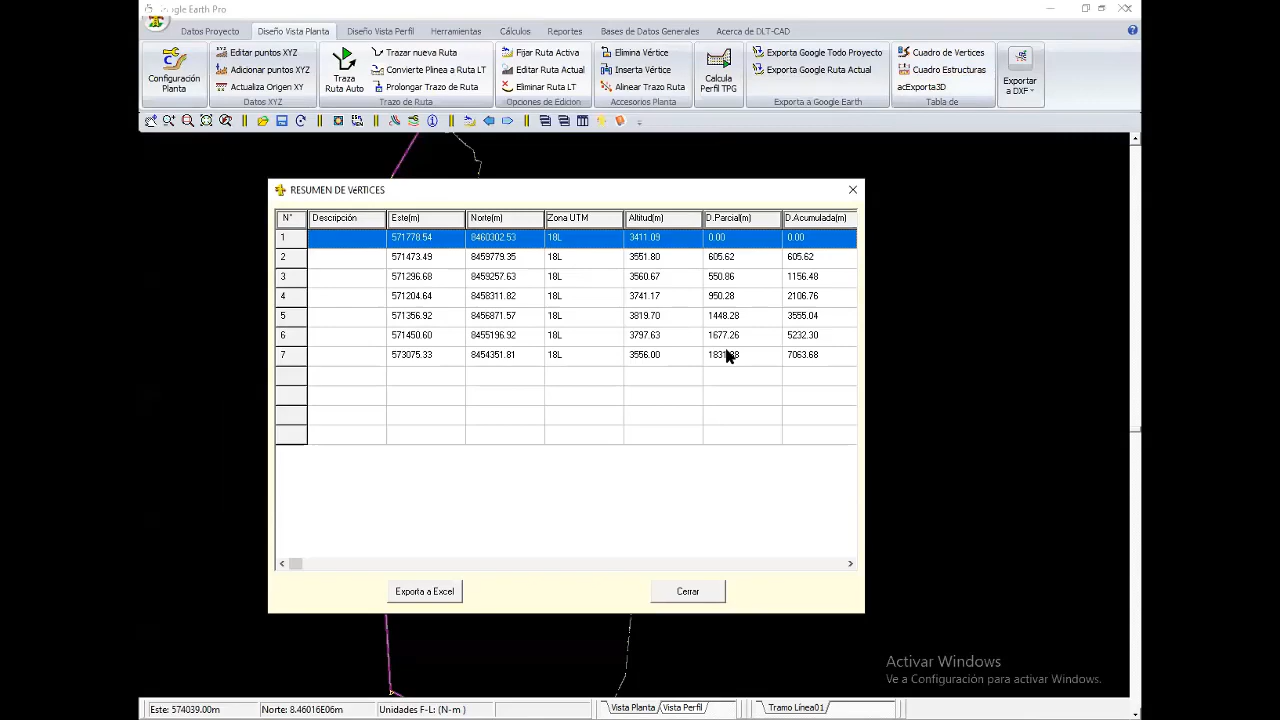 Google Earth Pro
Datos Proyecto Diseño Vista Planta Diseño Vista Perfil Herramientas Cálculos Reportes Bases de Datos Generales Acerca de DLT-CAD
Configuración Planta
Editar puntos XYZ
Adicionar puntos XYZ
Actualiza Origen XY
Datos XYZ
Traza Ruta Auto
Trazar nueva Ruta
Convierte Plinea a Ruta LT
Prolongar Trazo de Ruta
Trazo de Ruta
Fijar Ruta Activa
Editar Ruta Actual
Eliminar Ruta LT
Opciones de Edicion
Elimina Vértice
Inserta Vértice
Alinear Trazo Ruta
Accesorios Planta
Calcula Perfil TPG
Exporta Google Todo Proyecto
Exporta Google Ruta Actual
Exporta a Google Earth
Cuadro de Vertices
Cuadro Estructuras
acExporta3D
Tabla de
Exportar a DXF
RESUMEN DE VéRTICES
N° Descripción Este(m) Norte(m) Zona UTM Altitud(m) D.Parcial(m) D.Acumulada(m)
1 571778.54 8460302.53 18L 3411.09 0.00 0.00
2 571473.49 8459779.35 18L 3551.80 605.62 605.62
3 571296.68 8459257.63 18L 3560.67 550.86 1156.48
4 571204.64 8458311.82 18L 3741.17 950.28 2106.76
5 571356.92 8456871.57 18L 3819.70 1448.28 3555.04
6 571450.60 8455196.92 18L 3797.63 1677.26 5232.30
7 573075.33 8454351.81 18L 3556.00 7063.68
Exporta a Excel Cerrar
Activar Windows
Ve a Configuración para activar Windows.
Este: 574039.00m Norte: 8.46016E06m Unidades F-L: (N-m ) Vista Planta Vista Perfil Tramo Línea01